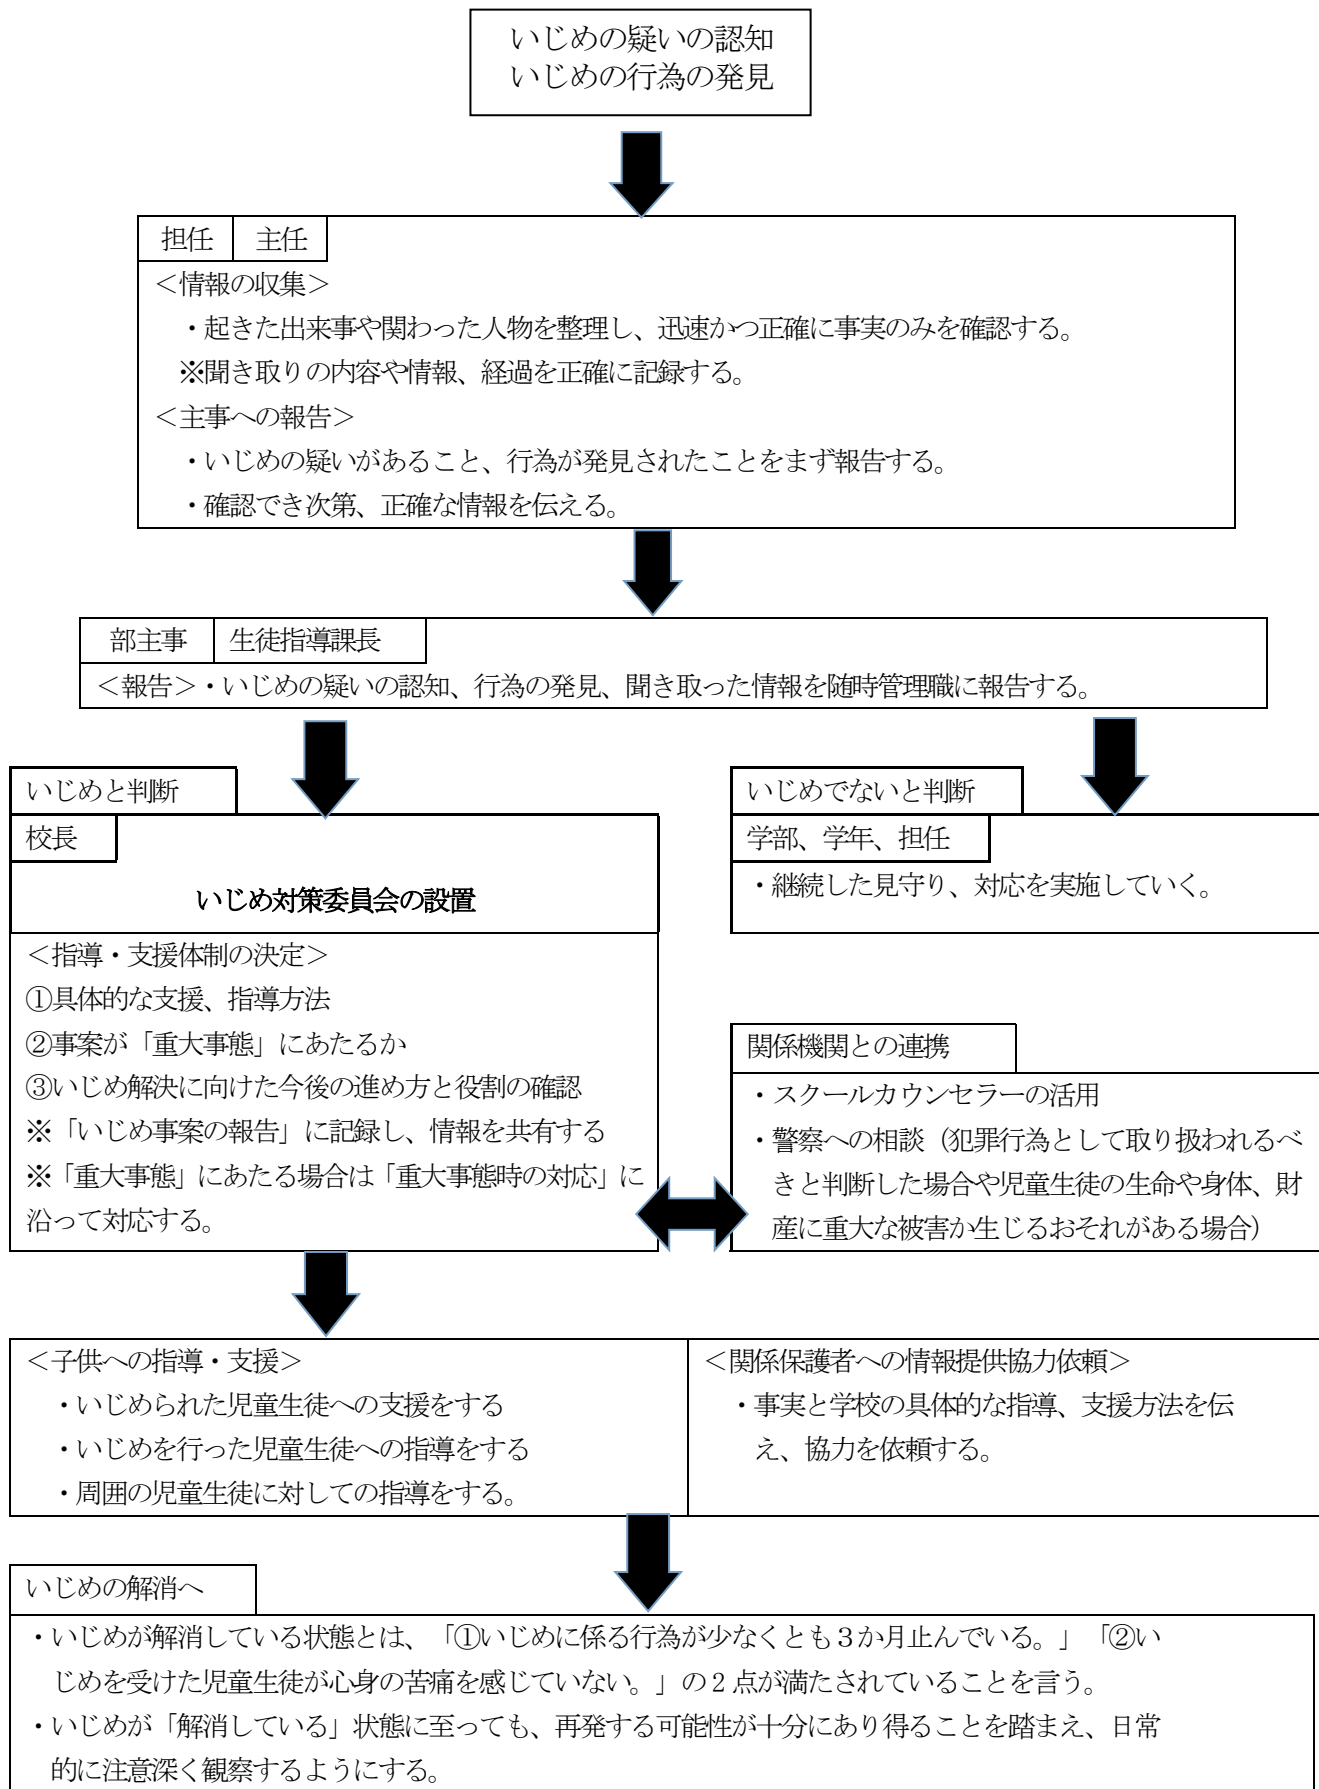 いじめの疑いの認知
いじめの行為の発見
担任 主任
＜情報の収集＞
・起きた出来事や関わった人物を整理し、迅速かつ正確に事実のみを確認する。
※聞き取りの内容や情報、経過を正確に記録する。
＜主事への報告＞
・いじめの疑いがあること、行為が発見されたことをまず報告する。
・確認でき次第、正確な情報を伝える。
部主事 生徒指導課長
＜報告＞・いじめの疑いの認知、行為の発見、聞き取った情報を随時管理職に報告する。
いじめと判断
校長
いじめ対策委員会の設置
＜指導・支援体制の決定＞
①具体的な支援、指導方法
②事案が「重大事態」にあたるか
③いじめ解決に向けた今後の進め方と役割の確認
※「いじめ事案の報告」に記録し、情報を共有する
※「重大事態」にあたる場合は「重大事態時の対応」に
沿って対応する。
いじめでないと判断
学部、学年、担任
・継続した見守り、対応を実施していく。
関係機関との連携
・スクールカウンセラーの活用
・警察への相談（犯罪行為として取り扱われるべ
きと判断した場合や児童生徒の生命や身体、財
産に重大な被害か生じるおそれがある場合）
＜子供への指導・支援＞
・いじめられた児童生徒への支援をする
・いじめを行った児童生徒への指導をする
・周囲の児童生徒に対しての指導をする。
＜関係保護者への情報提供協力依頼＞
・事実と学校の具体的な指導、支援方法を伝
え、協力を依頼する。
いじめの解消へ
・いじめが解消している状態とは、「①いじめに係る行為が少なくとも３か月止んでいる。」「②い
じめを受けた児童生徒が心身の苦痛を感じていない。」の２点が満たされていることを言う。
・いじめが「解消している」状態に至っても、再発する可能性が十分にあり得ることを踏まえ、日常
的に注意深く観察するようにする。